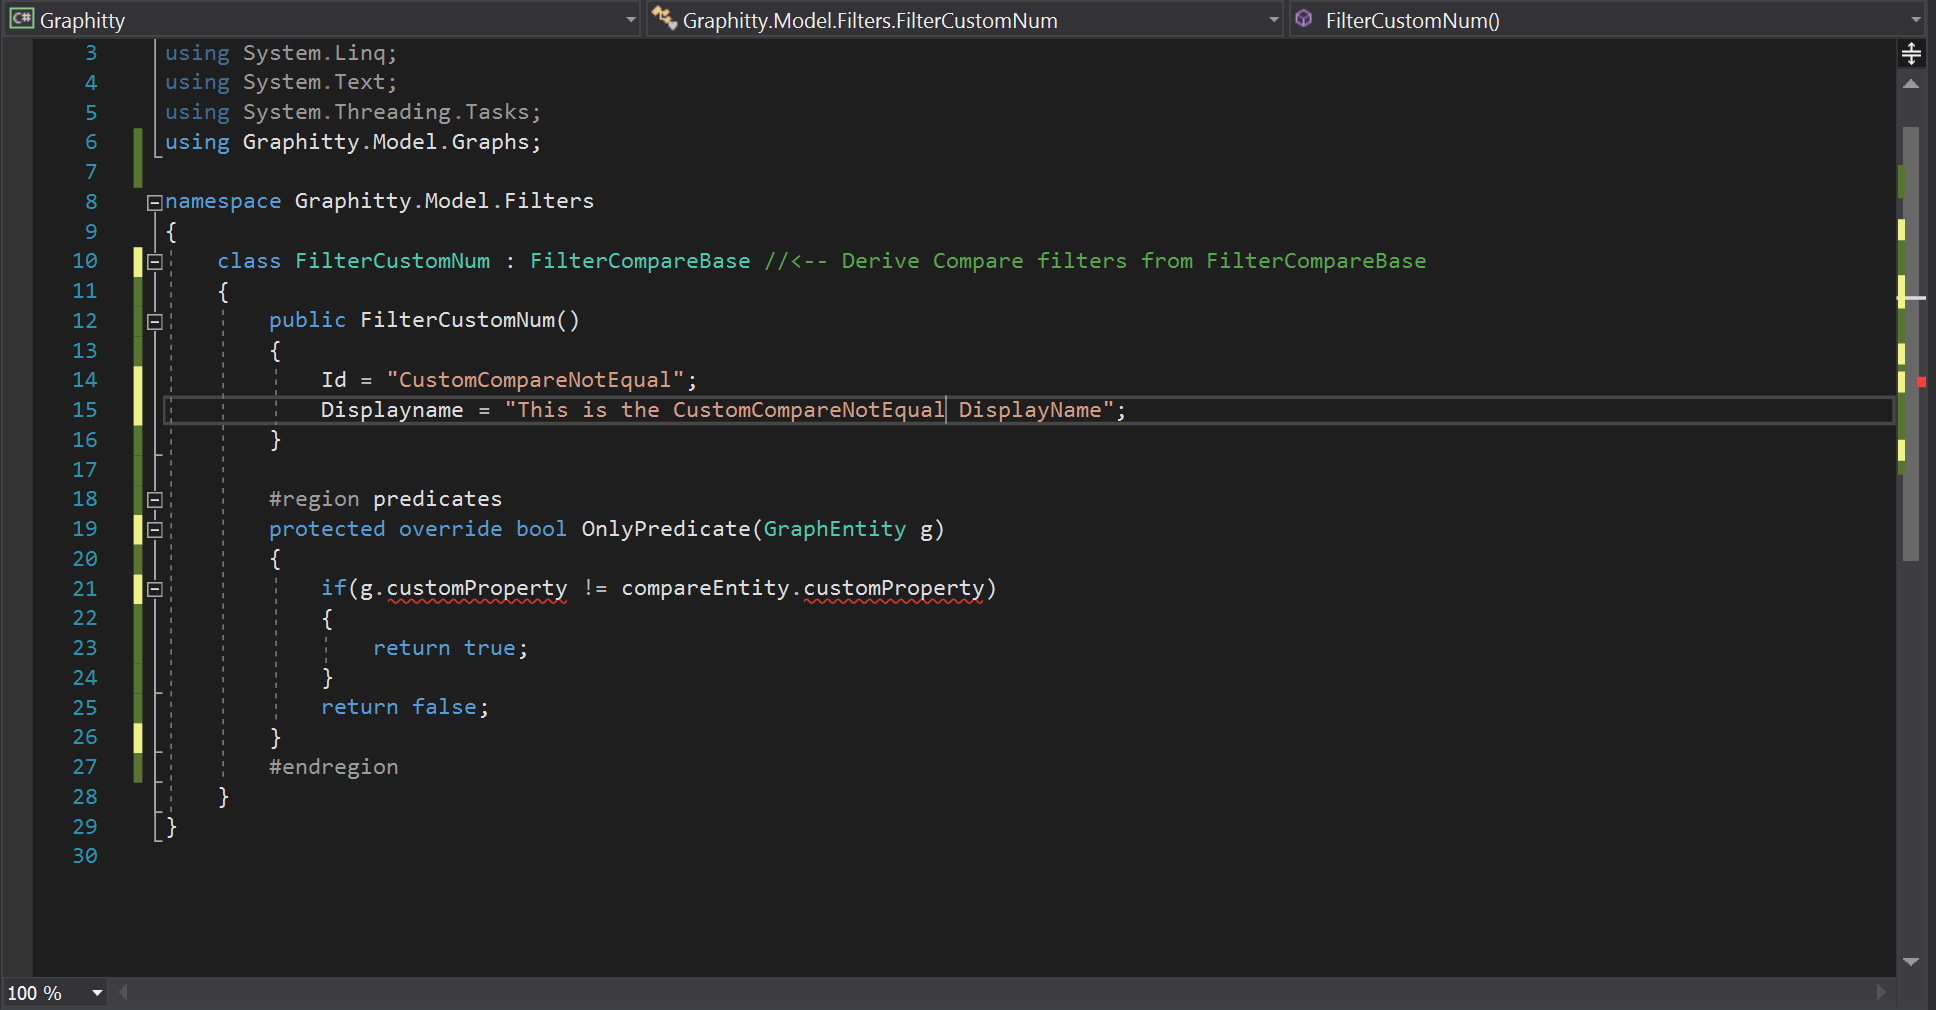 C# Graphitty Graphitty.Model.Filters.FilterCustomNum FilterCustomNum()
3 using System.Linq;
4 using System.Text;
5 using System.Threading.Tasks;
6 using Graphitty.Model.Graphs;
7
8 namespace Graphitty.Model.Filters
9 {
10 class FilterCustomNum : FilterCompareBase //<-- Derive Compare filters from FilterCompareBase
11 {
12 public FilterCustomNum()
13 {
14 Id = "CustomCompareNotEqual";
15 Displayname = "This is the CustomCompareNotEqual DisplayName";
16 }
17
18 #region predicates
19 protected override bool OnlyPredicate(GraphEntity g)
20 {
21 if(g.customProperty != compareEntity.customProperty)
22 {
23 return true;
24 }
25 return false;
26 }
27 #endregion
28 }
29 }
30
100 %